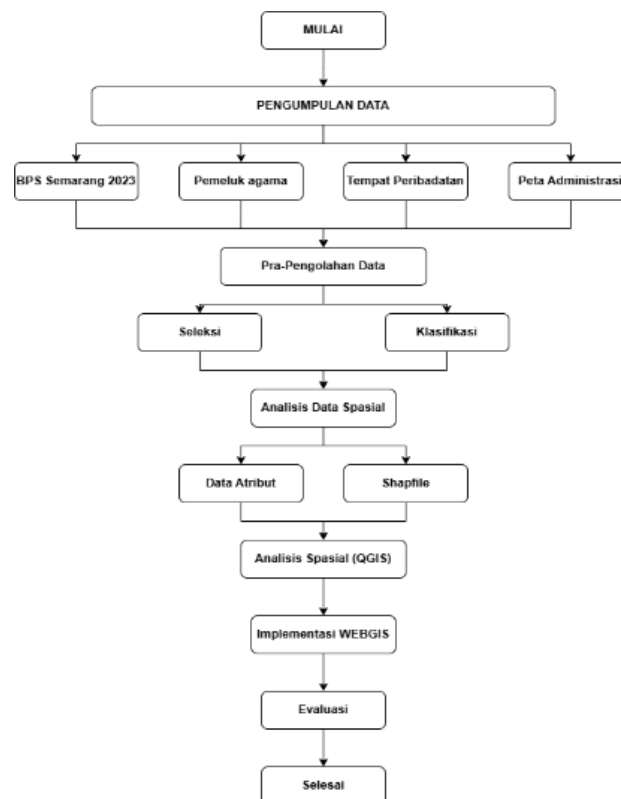 MULAI
PENGUMPULAN DATA
BPS Semarang 2023
Pemeluk agama
Tempat Peribadatan
Peta Administrasi
Pra-Pengolahan Data
Seleksi
Klasifikasi
Analisis Data Spasial
Data Atribut
Shapfile
Analisis Spasial (QGIS)
Implementasi WEBGIS
Evaluasi
Selesai